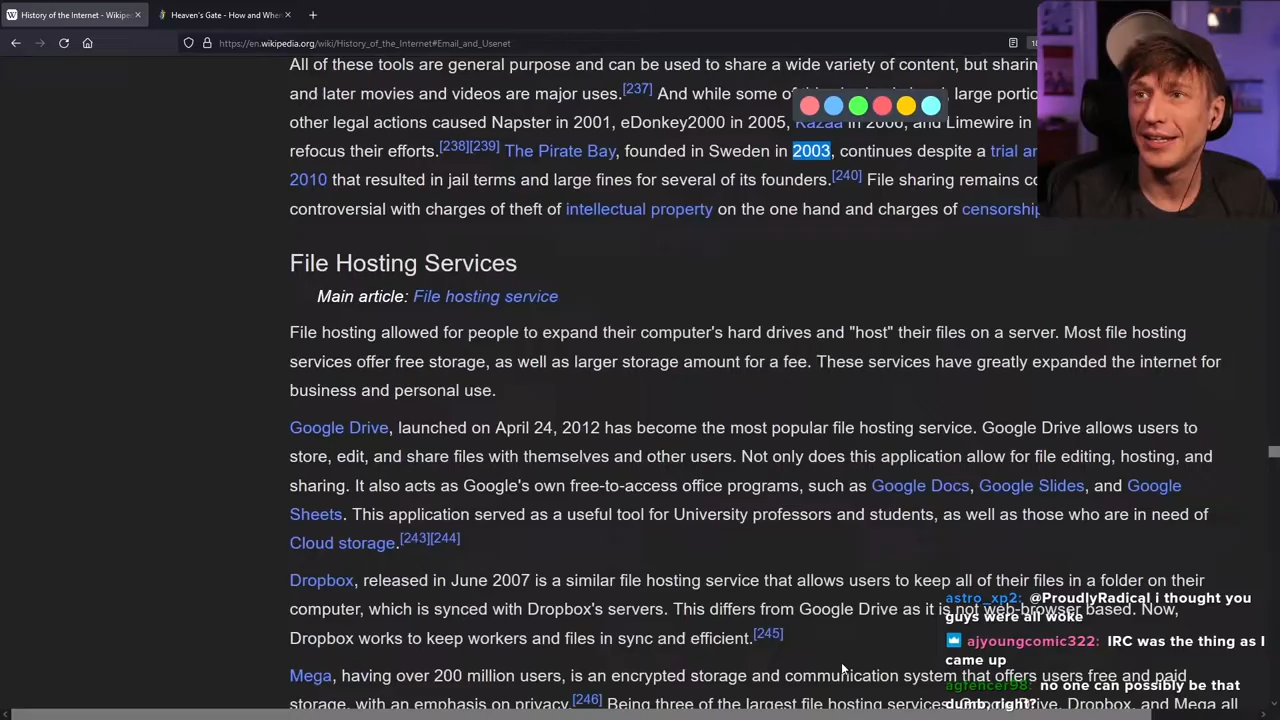 History of the Internet - Wikipe
Heaven's Gate - How and Whe
https://en.wikipedia.org/wiki/History_of_the_Internet#Email_and_Usenet
All of these tools are general purpose and can be used to share a wide variety of content, but sharin
and later movies and videos are major uses.[237] And while some of large portio
other legal actions caused Napster in 2001, eDonkey2000 in 2005, Kazaa in 2006, and Limewire in
refocus their efforts.[238][239] The Pirate Bay, founded in Sweden in 2003, continues despite a trial an
2010 that resulted in jail terms and large fines for several of its founders.[240] File sharing remains co
controversial with charges of theft of intellectual property on the one hand and charges of censorship
File Hosting Services
Main article: File hosting service
File hosting allowed for people to expand their computer's hard drives and "host" their files on a server. Most file hosting
services offer free storage, as well as larger storage amount for a fee. These services have greatly expanded the internet for
business and personal use.
Google Drive, launched on April 24, 2012 has become the most popular file hosting service. Google Drive allows users to
store, edit, and share files with themselves and other users. Not only does this application allow for file editing, hosting, and
sharing. It also acts as Google's own free-to-access office programs, such as Google Docs, Google Slides, and Google
Sheets. This application served as a useful tool for University professors and students, as well as those who are in need of
Cloud storage.[243][244]
Dropbox, released in June 2007 is a similar file hosting service that allows users to keep all of their files in a folder on their
computer, which is synced with Dropbox's servers. This differs from Google Drive as it is not web-browser based. Now,
Dropbox works to keep workers and files in sync and efficient.[245]
Mega, having over 200 million users, is an encrypted storage and communication system that offers users free and paid
storage, with an emphasis on privacy.[246] Being three of the largest file hosting services, Google Drive, Dropbox, and Mega all
astro_xp2: @ProudlyRadical i thought you
guys were all woke
ajyoungcomic322: IRC was the thing as I
came up
agfencer98: no one can possibly be that
dumb, right?